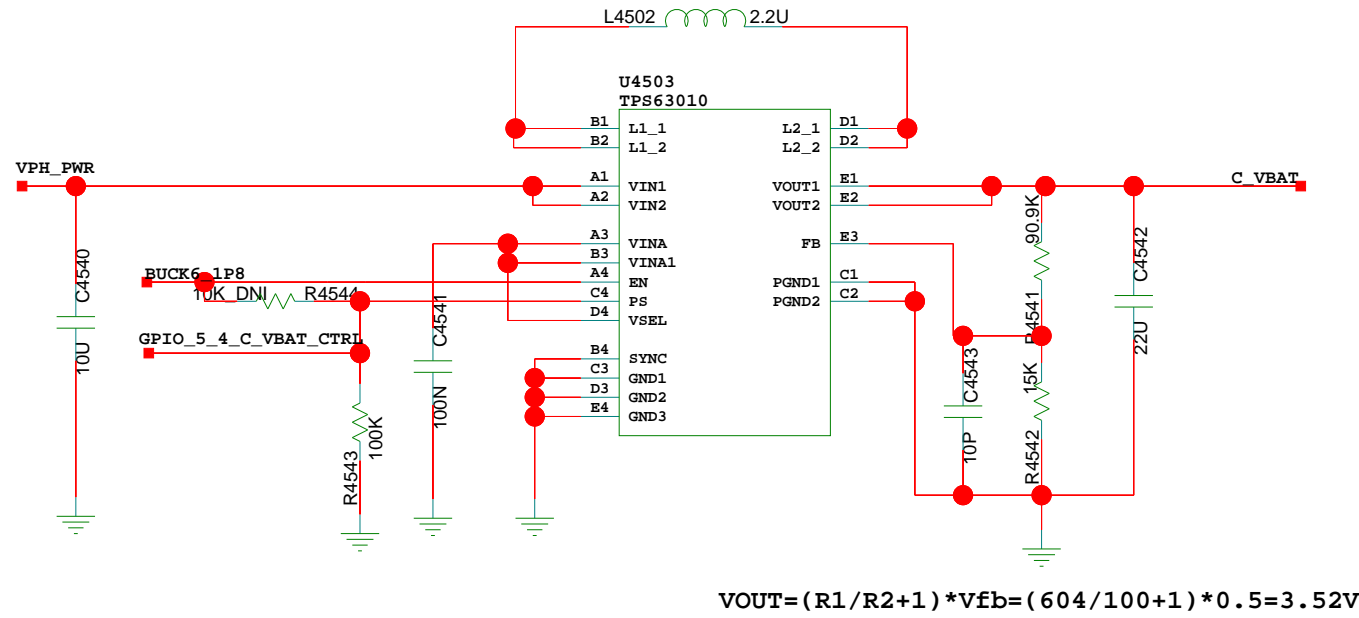 L4502 2.2U
U4503
TPS63010
B1 L1_1 L2_1 D1
B2 L1_2 L2_2 D2
VPH_PWR
A1 VIN1 VOUT1 E1
C_VBAT
A2 VIN2 VOUT2 E2
90.9K
R4541
C4542
22U
A3 VINA FB E3
B3 VINA1
C4540
10U
BUCK6_1P8
A4 EN PGND1 C1
10K_DNI R4544
C4 PS PGND2 C2
C4541
100N
D4 VSEL
GPIO_5_4_C_VBAT_CTRL
B4 SYNC
C3 GND1
D3 GND2
E4 GND3
C4543
10P
15K
R4542
100K
R4543
VOUT=(R1/R2+1)*Vfb=(604/100+1)*0.5=3.52V